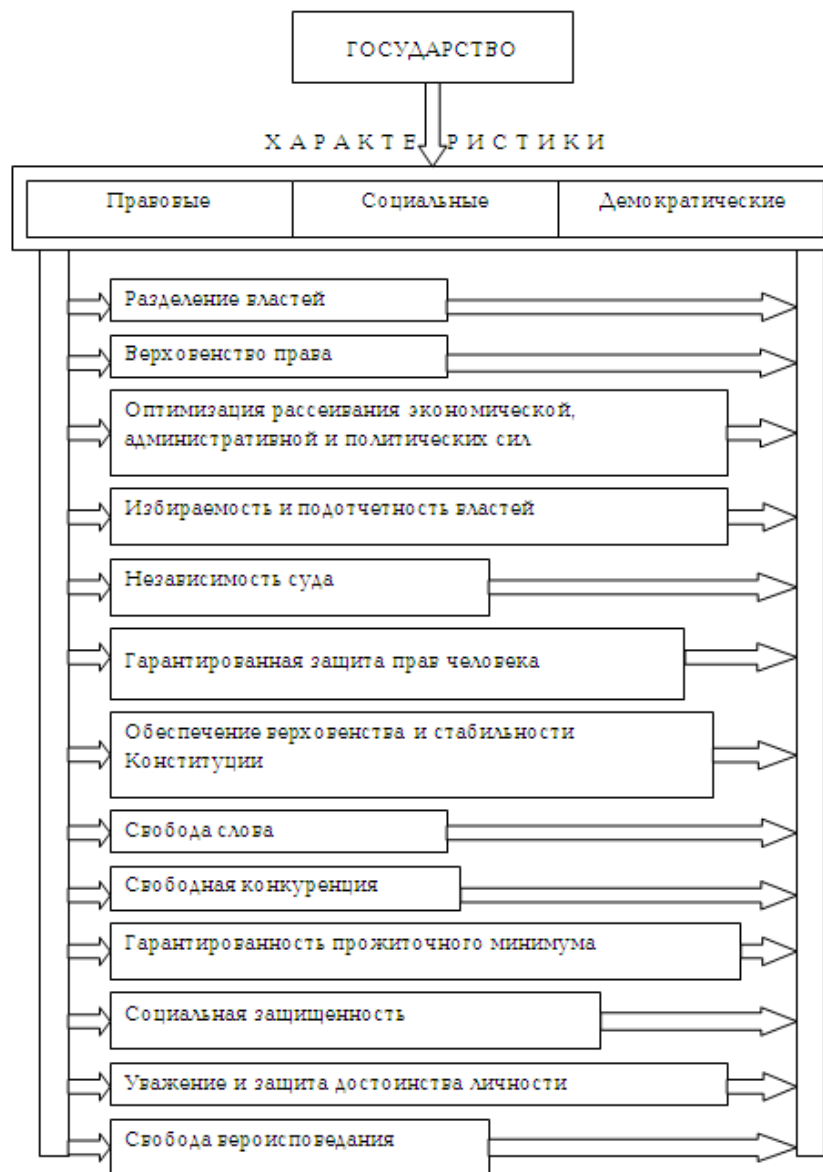 ГОСУДАРСТВО
ХАРАКТЕРИСТИКИ
Правовые
Социальные
Демократические
Разделение властей
Верховенство права
Оптимизация рассеивания экономической,
административной и политических сил
Избираемость и подотчетность властей
Независимость суда
Гарантированная защита прав человека
Обеспечение верховенства и стабильности
Конституции
Свобода слова
Свободная конкуренция
Гарантированность прожиточного минимума
Социальная защищенность
Уважение и защита достоинства личности
Свобода вероисповедания